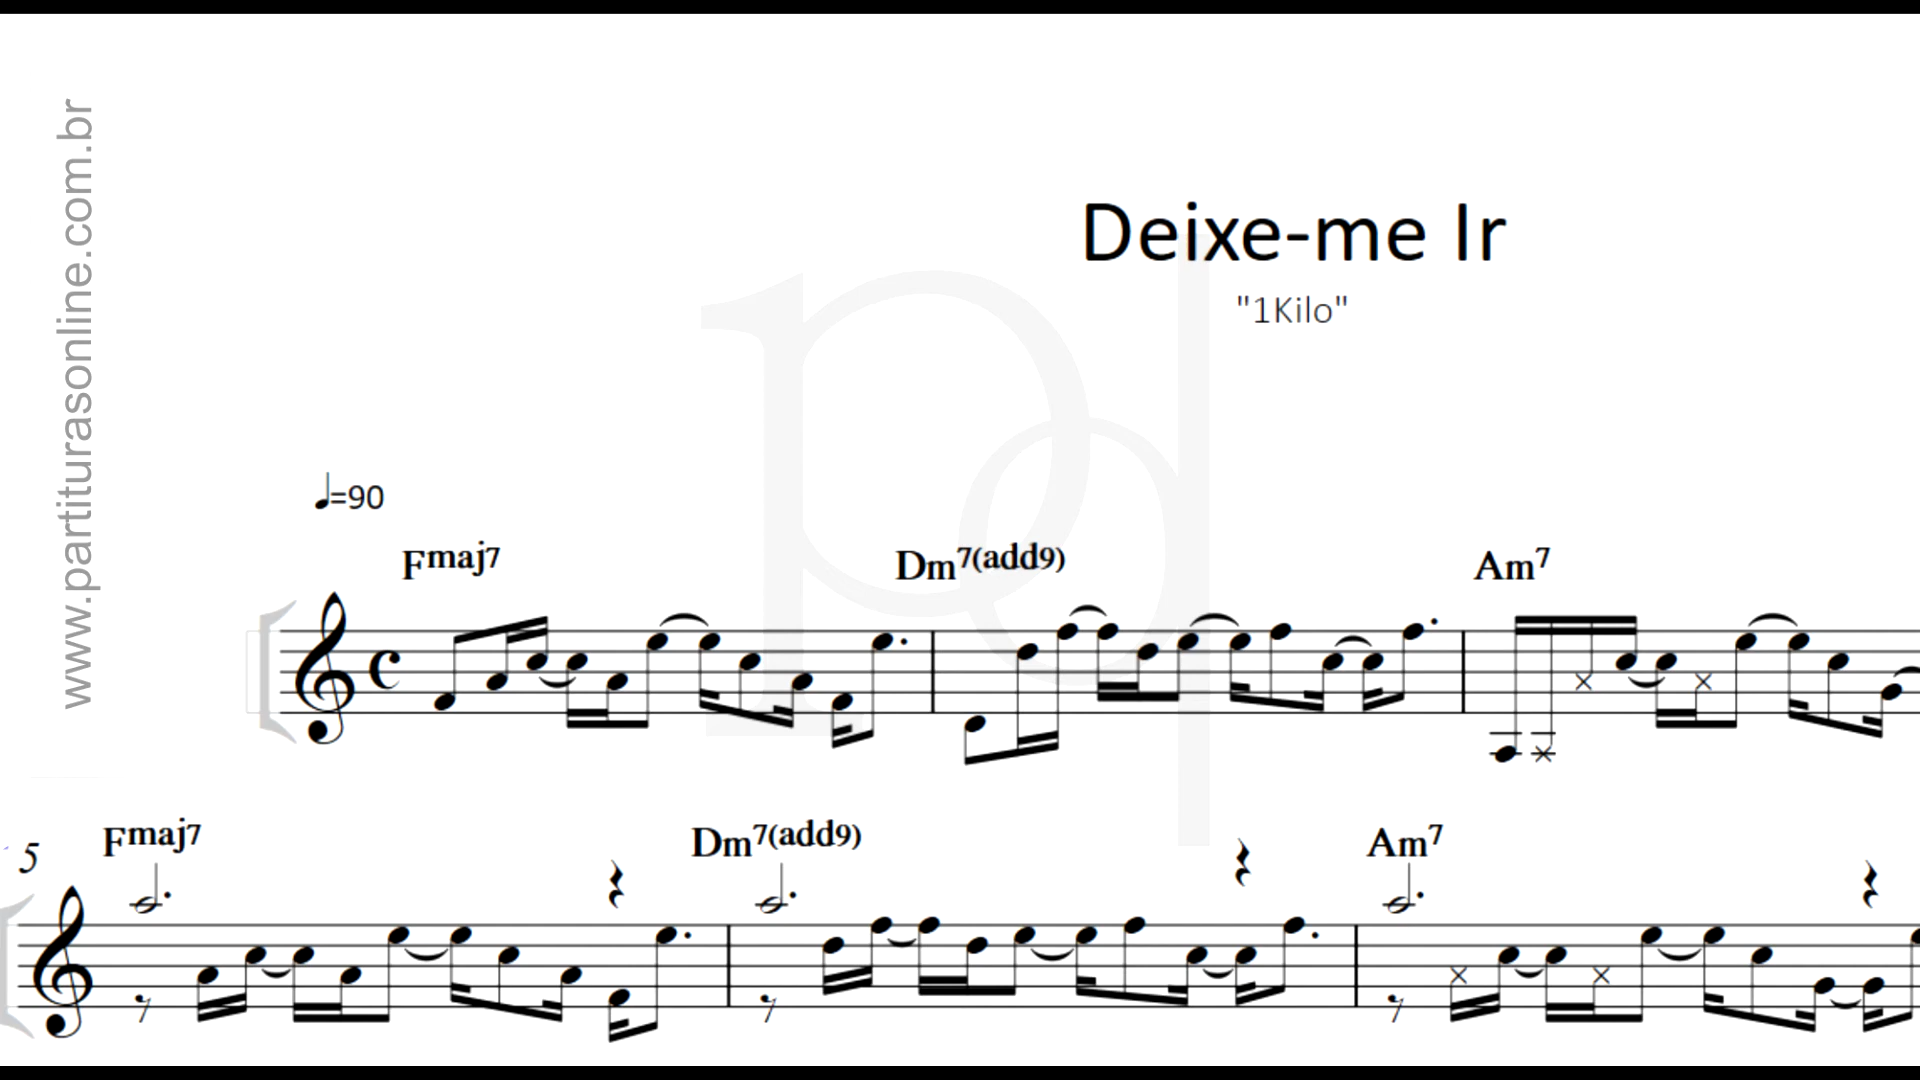 www.partiturasonline.com.br
Deixe-me Ir
"1Kilo"
=90
Fmaj7 Dm7(add9) Am7
5 Fmaj7 Dm7(add9) Am7